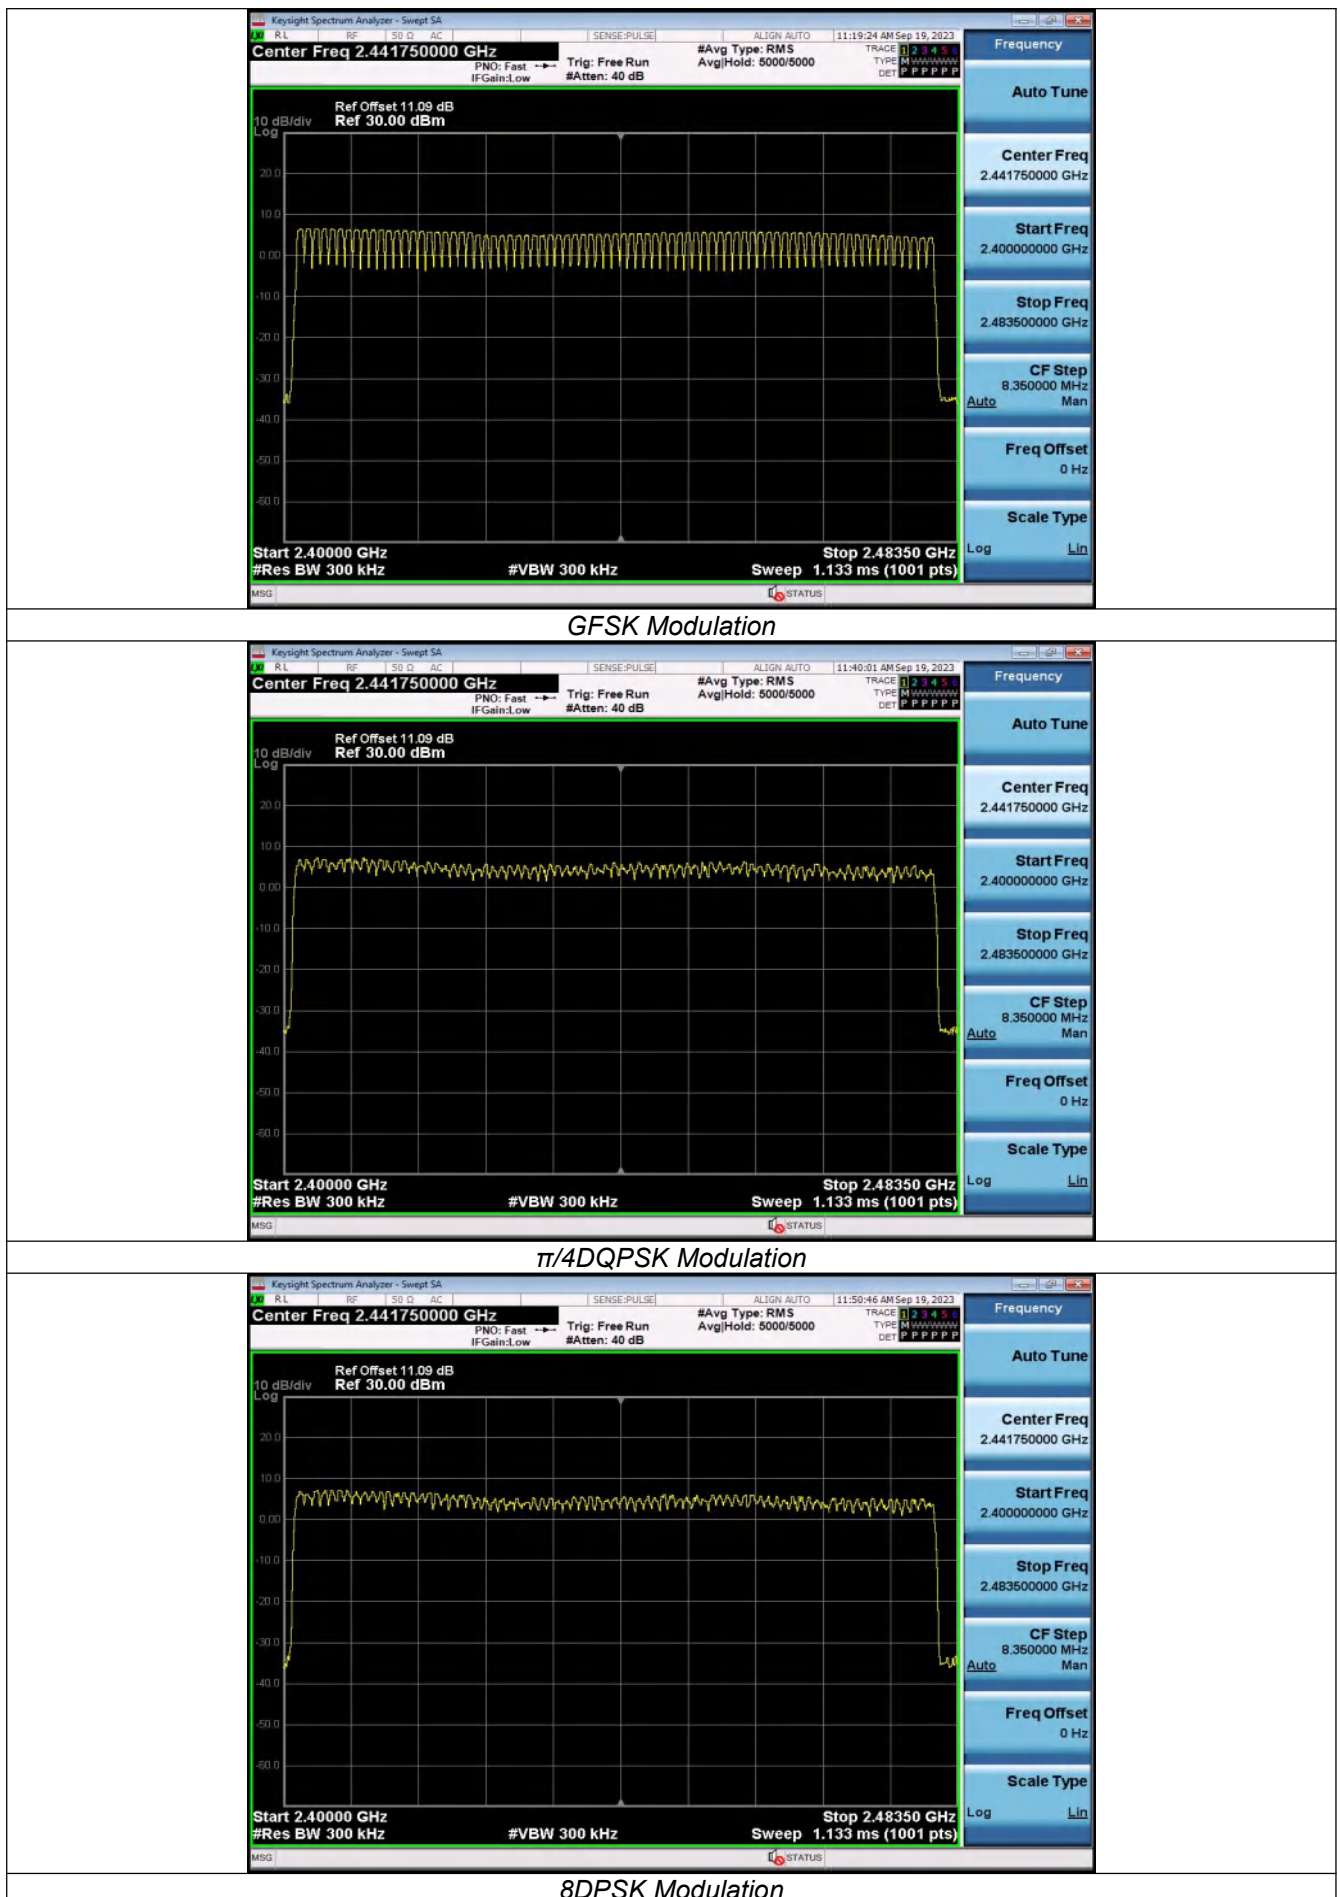 Keysight Spectrum Analyzer - Swept SA
LXI RL RF 50 Ω AC SENSE:PULSE ALIGN AUTO 11:19:24 AM Sep 19, 2023
Center Freq 2.441750000 GHz
PNO: Fast
IFGain:Low
Trig: Free Run
#Atten: 40 dB
#Avg Type: RMS
Avg|Hold: 5000/5000
TRACE 1 2 3 4 5 6
TYPE M WWWWW
DET P P P P P P
Ref Offset 11.09 dB
10 dB/div Ref 30.00 dBm
Log
20.0
10.0
0.00
-10.0
-20.0
-30.0
-40.0
-50.0
-60.0
Start 2.40000 GHz Stop 2.48350 GHz
#Res BW 300 kHz #VBW 300 kHz Sweep 1.133 ms (1001 pts)
MSG STATUS
Frequency
Auto Tune
Center Freq
2.441750000 GHz
Start Freq
2.400000000 GHz
Stop Freq
2.483500000 GHz
CF Step
8.350000 MHz
Auto Man
Freq Offset
0 Hz
Scale Type
Log Lin
GFSK Modulation
Keysight Spectrum Analyzer - Swept SA
LXI RL RF 50 Ω AC SENSE:PULSE ALIGN AUTO 11:40:01 AM Sep 19, 2023
Center Freq 2.441750000 GHz
PNO: Fast
IFGain:Low
Trig: Free Run
#Atten: 40 dB
#Avg Type: RMS
Avg|Hold: 5000/5000
TRACE 1 2 3 4 5 6
TYPE M WWWWW
DET P P P P P P
Ref Offset 11.09 dB
10 dB/div Ref 30.00 dBm
Log
20.0
10.0
0.00
-10.0
-20.0
-30.0
-40.0
-50.0
-60.0
Start 2.40000 GHz Stop 2.48350 GHz
#Res BW 300 kHz #VBW 300 kHz Sweep 1.133 ms (1001 pts)
MSG STATUS
Frequency
Auto Tune
Center Freq
2.441750000 GHz
Start Freq
2.400000000 GHz
Stop Freq
2.483500000 GHz
CF Step
8.350000 MHz
Auto Man
Freq Offset
0 Hz
Scale Type
Log Lin
π/4DQPSK Modulation
Keysight Spectrum Analyzer - Swept SA
LXI RL RF 50 Ω AC SENSE:PULSE ALIGN AUTO 11:50:46 AM Sep 19, 2023
Center Freq 2.441750000 GHz
PNO: Fast
IFGain:Low
Trig: Free Run
#Atten: 40 dB
#Avg Type: RMS
Avg|Hold: 5000/5000
TRACE 1 2 3 4 5 6
TYPE M WWWWW
DET P P P P P P
Ref Offset 11.09 dB
10 dB/div Ref 30.00 dBm
Log
20.0
10.0
0.00
-10.0
-20.0
-30.0
-40.0
-50.0
-60.0
Start 2.40000 GHz Stop 2.48350 GHz
#Res BW 300 kHz #VBW 300 kHz Sweep 1.133 ms (1001 pts)
MSG STATUS
Frequency
Auto Tune
Center Freq
2.441750000 GHz
Start Freq
2.400000000 GHz
Stop Freq
2.483500000 GHz
CF Step
8.350000 MHz
Auto Man
Freq Offset
0 Hz
Scale Type
Log Lin
8DPSK Modulation